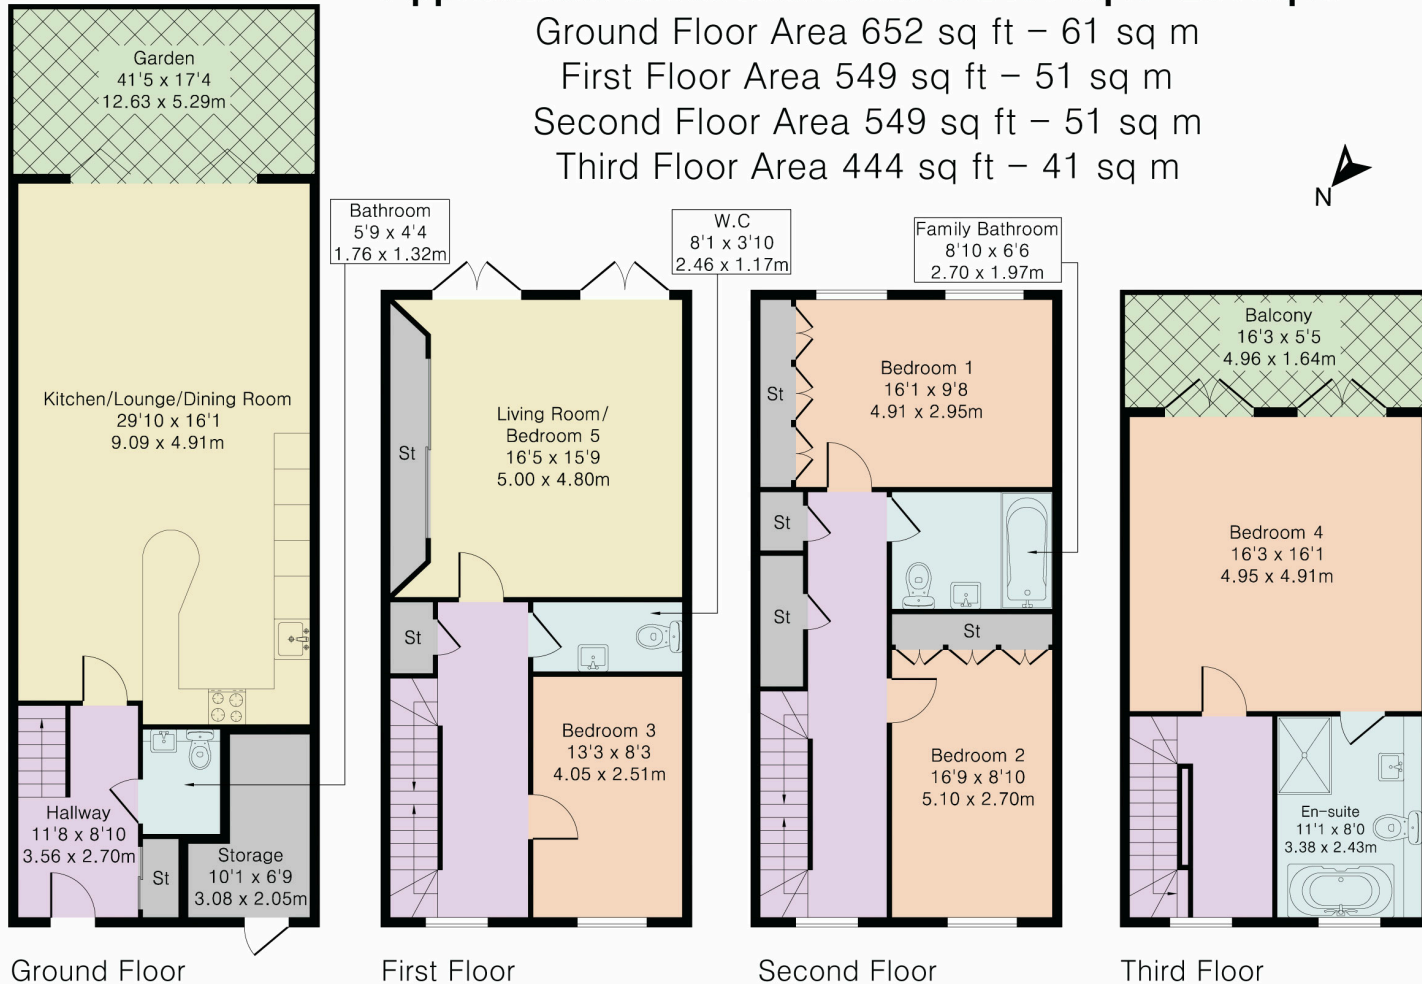 Ground Floor Area 652 sq ft – 61 sq m
First Floor Area 549 sq ft – 51 sq m
Second Floor Area 549 sq ft – 51 sq m
Third Floor Area 444 sq ft – 41 sq m
N
Garden
41'5 x 17'4
12.63 x 5.29m
Kitchen/Lounge/Dining Room
29'10 x 16'1
9.09 x 4.91m
Bathroom
5'9 x 4'4
1.76 x 1.32m
Hallway
11'8 x 8'10
3.56 x 2.70m
St
Storage
10'1 x 6'9
3.08 x 2.05m
Ground Floor
W.C
8'1 x 3'10
2.46 x 1.17m
St
Living Room/
Bedroom 5
16'5 x 15'9
5.00 x 4.80m
St
Bedroom 3
13'3 x 8'3
4.05 x 2.51m
First Floor
Family Bathroom
8'10 x 6'6
2.70 x 1.97m
St
Bedroom 1
16'1 x 9'8
4.91 x 2.95m
St
St
St
Bedroom 2
16'9 x 8'10
5.10 x 2.70m
Second Floor
Balcony
16'3 x 5'5
4.96 x 1.64m
Bedroom 4
16'3 x 16'1
4.95 x 4.91m
En-suite
11'1 x 8'0
3.38 x 2.43m
Third Floor